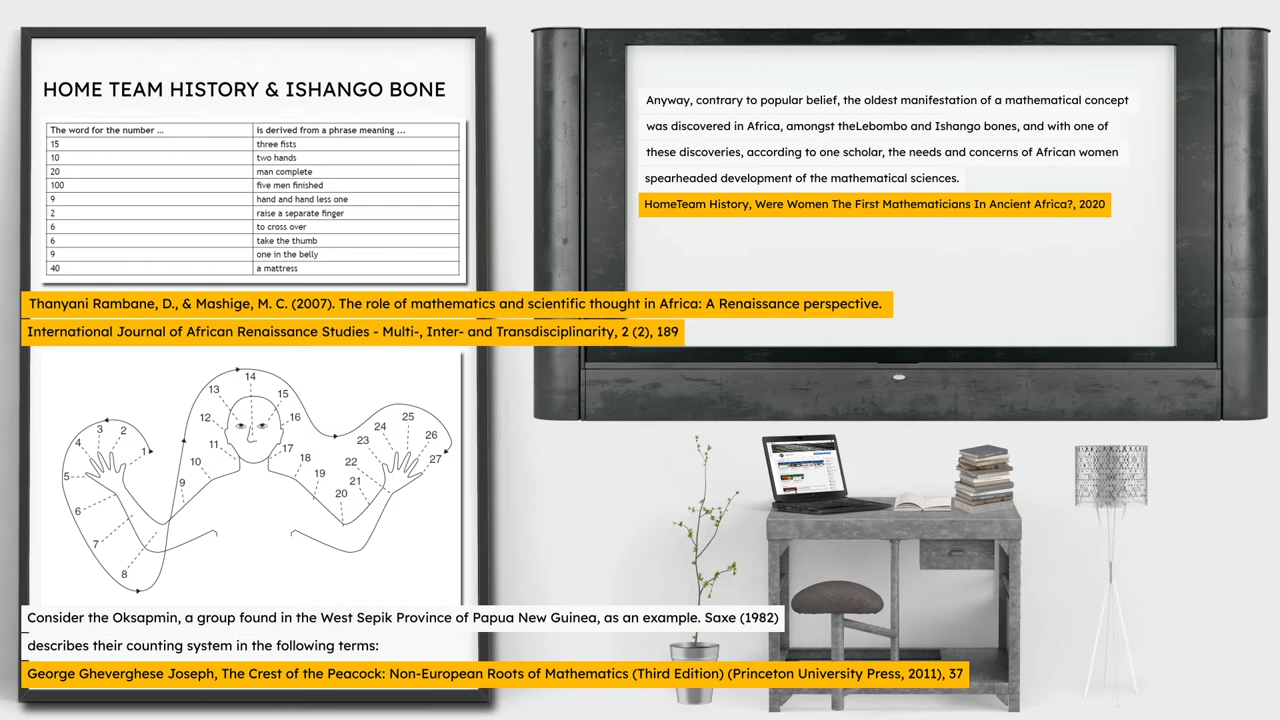 HOME TEAM HISTORY & ISHANGO BONE
The word for the number ... is derived from a phrase meaning ...
15 three fists
10 two hands
20 man complete
100 five men finished
9 hand and hand less one
2 raise a separate finger
6 to cross over
6 take the thumb
9 one in the belly
40 a mattress
Thanyani Rambane, D., & Mashige, M. C. (2007). The role of mathematics and scientific thought in Africa: A Renaissance perspective.
International Journal of African Renaissance Studies - Multi-, Inter- and Transdisciplinarity, 2 (2), 189
1
2
3
4
5
6
7
8
9
10
11
12
13
14
15
16
17
18
19
20
21
22
23
24
25
26
27
Consider the Oksapmin, a group found in the West Sepik Province of Papua New Guinea, as an example. Saxe (1982)
describes their counting system in the following terms:
George Gheverghese Joseph, The Crest of the Peacock: Non-European Roots of Mathematics (Third Edition) (Princeton University Press, 2011), 37
Anyway, contrary to popular belief, the oldest manifestation of a mathematical concept
was discovered in Africa, amongst theLebombo and Ishango bones, and with one of
these discoveries, according to one scholar, the needs and concerns of African women
spearheaded development of the mathematical sciences.
HomeTeam History, Were Women The First Mathematicians In Ancient Africa?, 2020